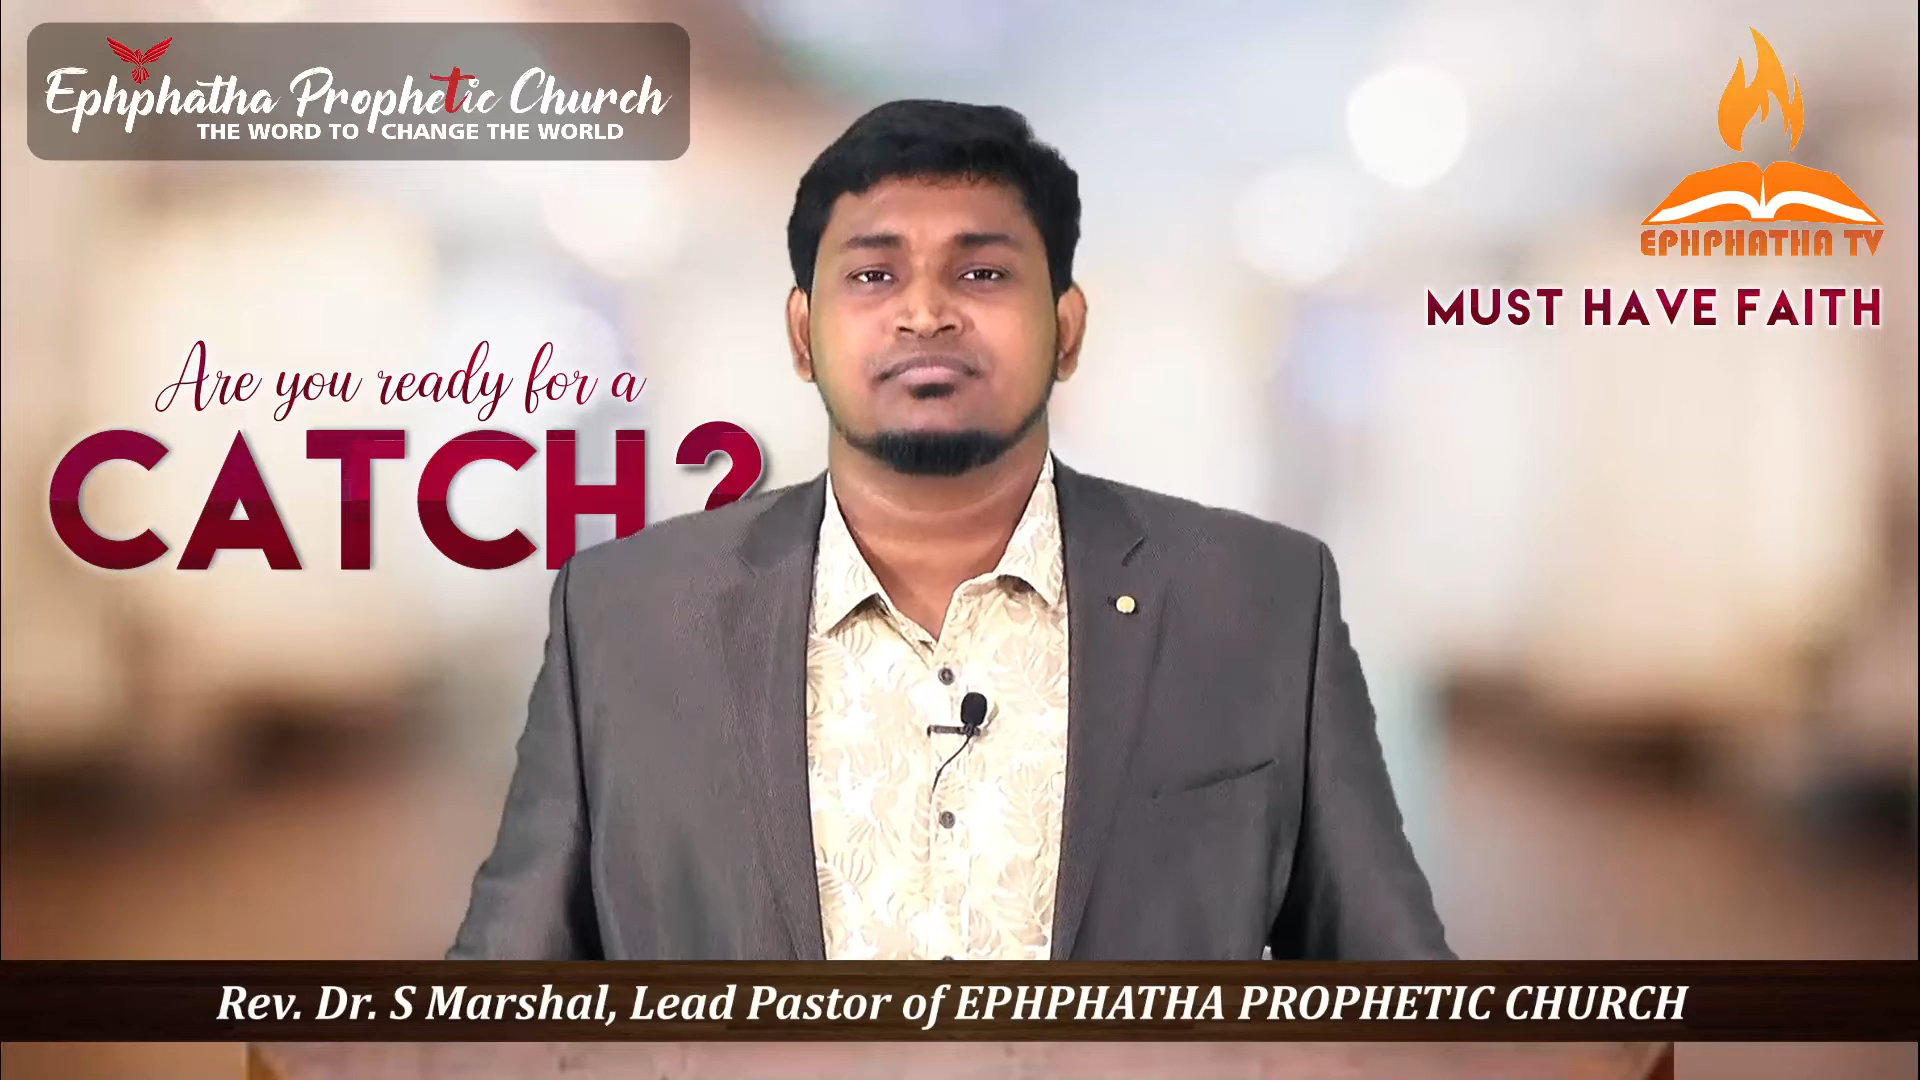 Ephphatha Prophetic Church
THE WORD TO CHANGE THE WORLD
EPHPHATHA TV
MUST HAVE FAITH
Are you ready for a
CATCH?
Rev. Dr. S Marshal, Lead Pastor of EPHPHATHA PROPHETIC CHURCH